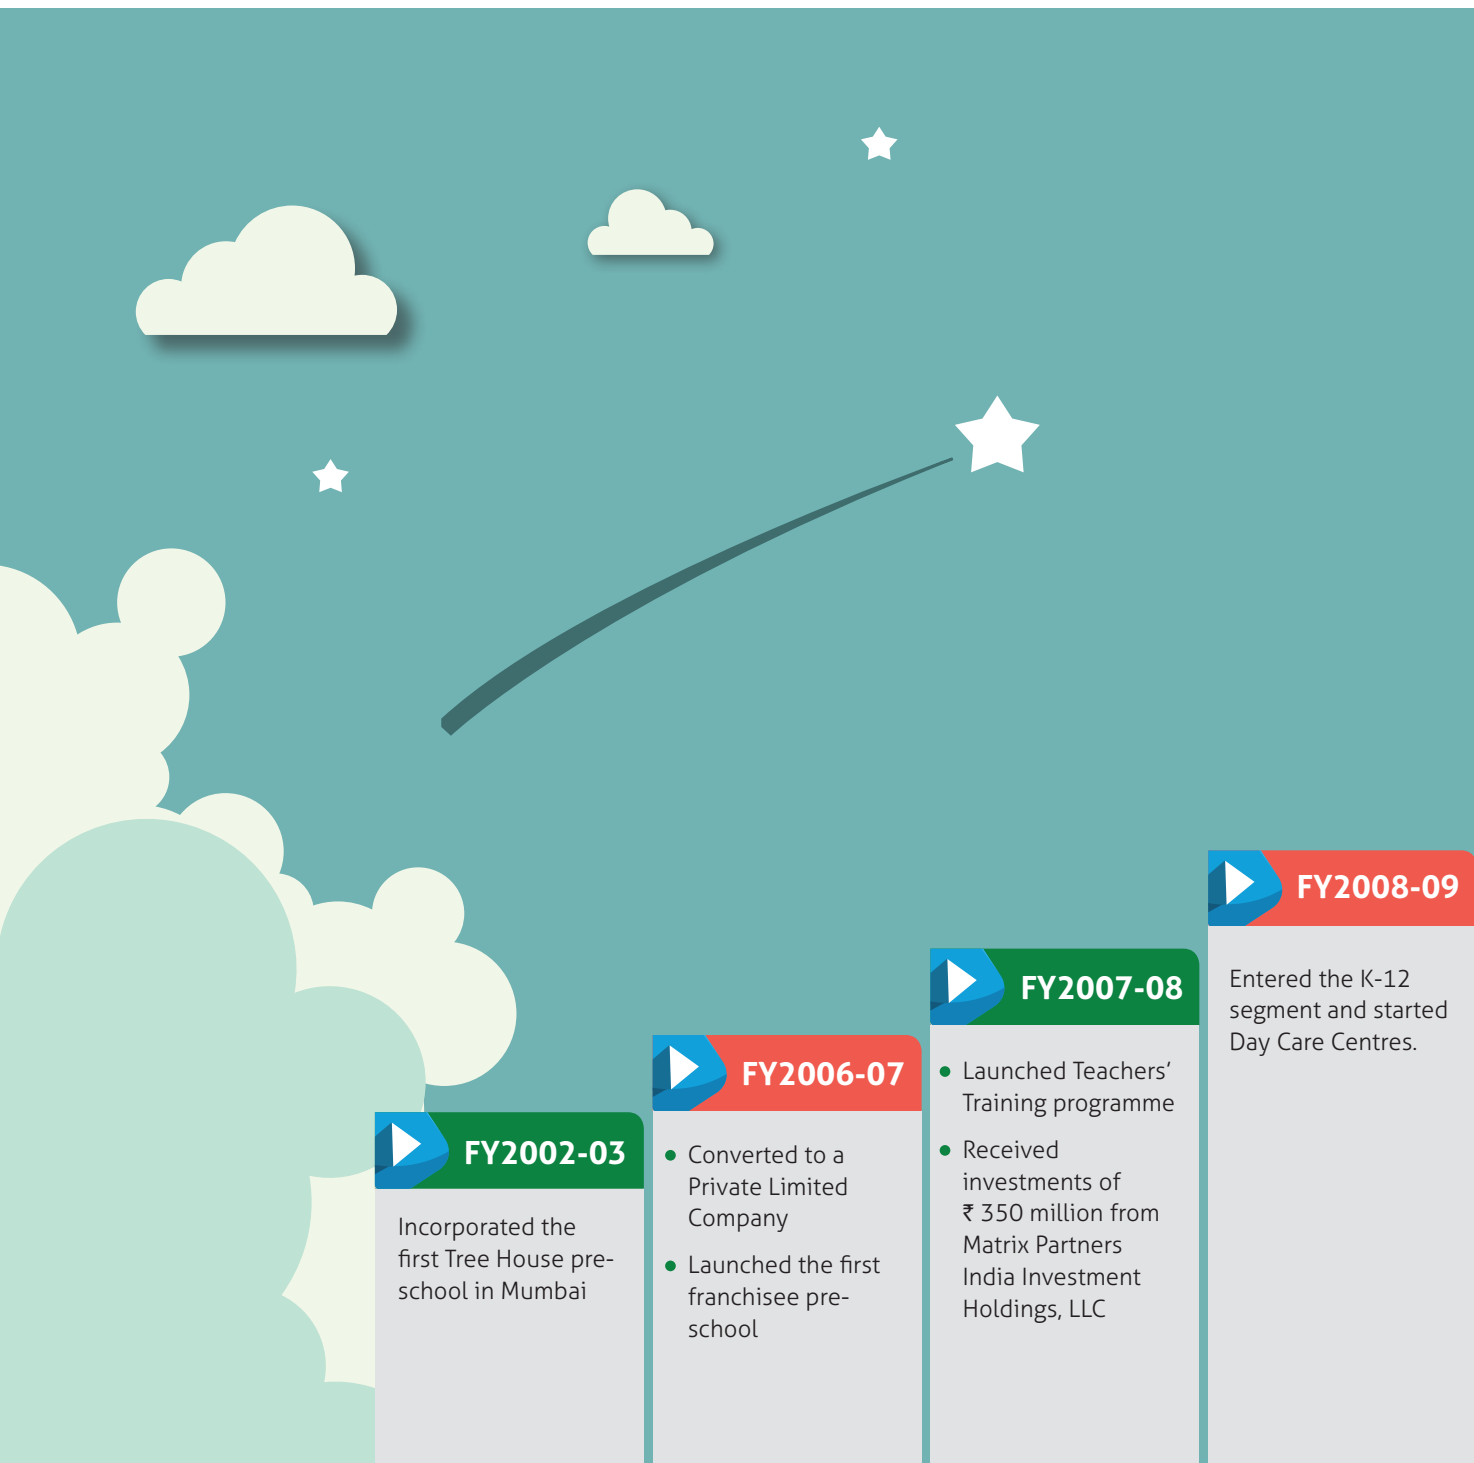 FY2002-03
Incorporated the
first Tree House pre-
school in Mumbai
FY2006-07
• Converted to a
Private Limited
Company
• Launched the first
franchisee pre-
school
FY2007-08
• Launched Teachers’
Training programme
• Received
investments of
₹ 350 million from
Matrix Partners
India Investment
Holdings, LLC
FY2008-09
Entered the K-12
segment and started
Day Care Centres.